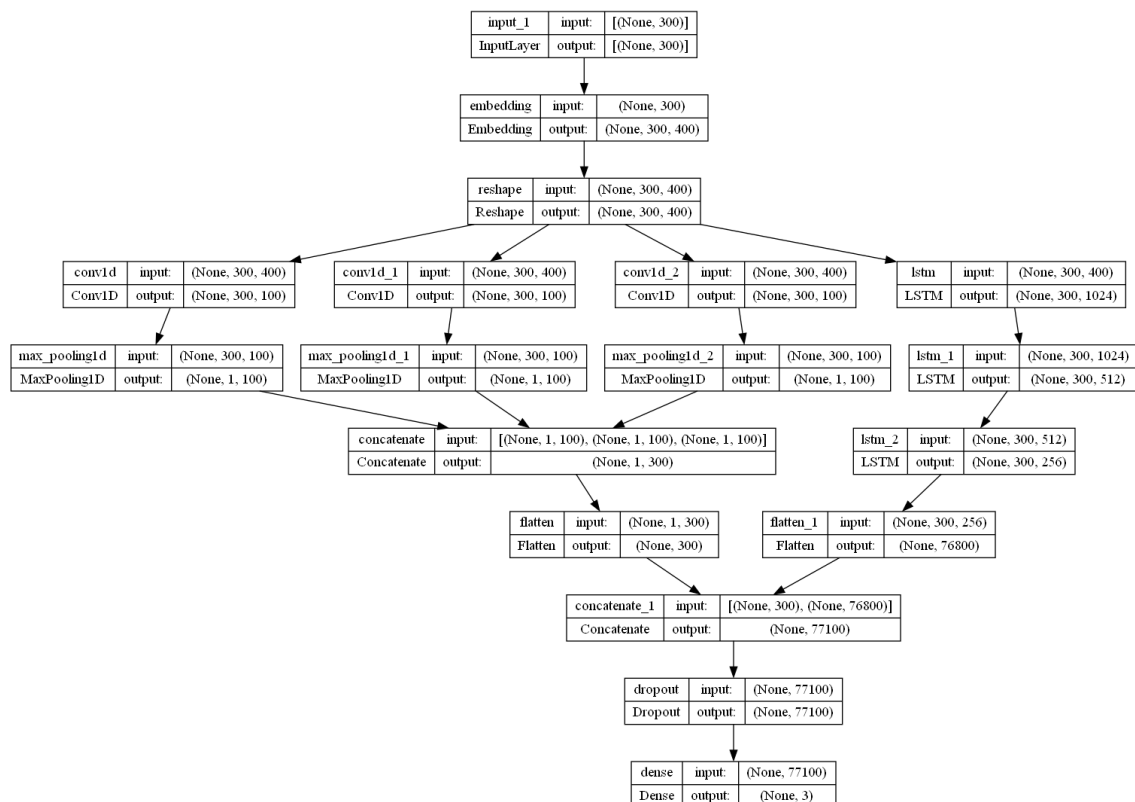 input_1 input: [(None, 300)]
InputLayer output: [(None, 300)]
embedding input: (None, 300)
Embedding output: (None, 300, 400)
reshape input: (None, 300, 400)
Reshape output: (None, 300, 400)
conv1d input: (None, 300, 400)
Conv1D output: (None, 300, 100)
conv1d_1 input: (None, 300, 400)
Conv1D output: (None, 300, 100)
conv1d_2 input: (None, 300, 400)
Conv1D output: (None, 300, 100)
lstm input: (None, 300, 400)
LSTM output: (None, 300, 1024)
max_pooling1d input: (None, 300, 100)
MaxPooling1D output: (None, 1, 100)
max_pooling1d_1 input: (None, 300, 100)
MaxPooling1D output: (None, 1, 100)
max_pooling1d_2 input: (None, 300, 100)
MaxPooling1D output: (None, 1, 100)
lstm_1 input: (None, 300, 1024)
LSTM output: (None, 300, 512)
concatenate input: [(None, 1, 100), (None, 1, 100), (None, 1, 100)]
Concatenate output: (None, 1, 300)
lstm_2 input: (None, 300, 512)
LSTM output: (None, 300, 256)
flatten input: (None, 1, 300)
Flatten output: (None, 300)
flatten_1 input: (None, 300, 256)
Flatten output: (None, 76800)
concatenate_1 input: [(None, 300), (None, 76800)]
Concatenate output: (None, 77100)
dropout input: (None, 77100)
Dropout output: (None, 77100)
dense input: (None, 77100)
Dense output: (None, 3)